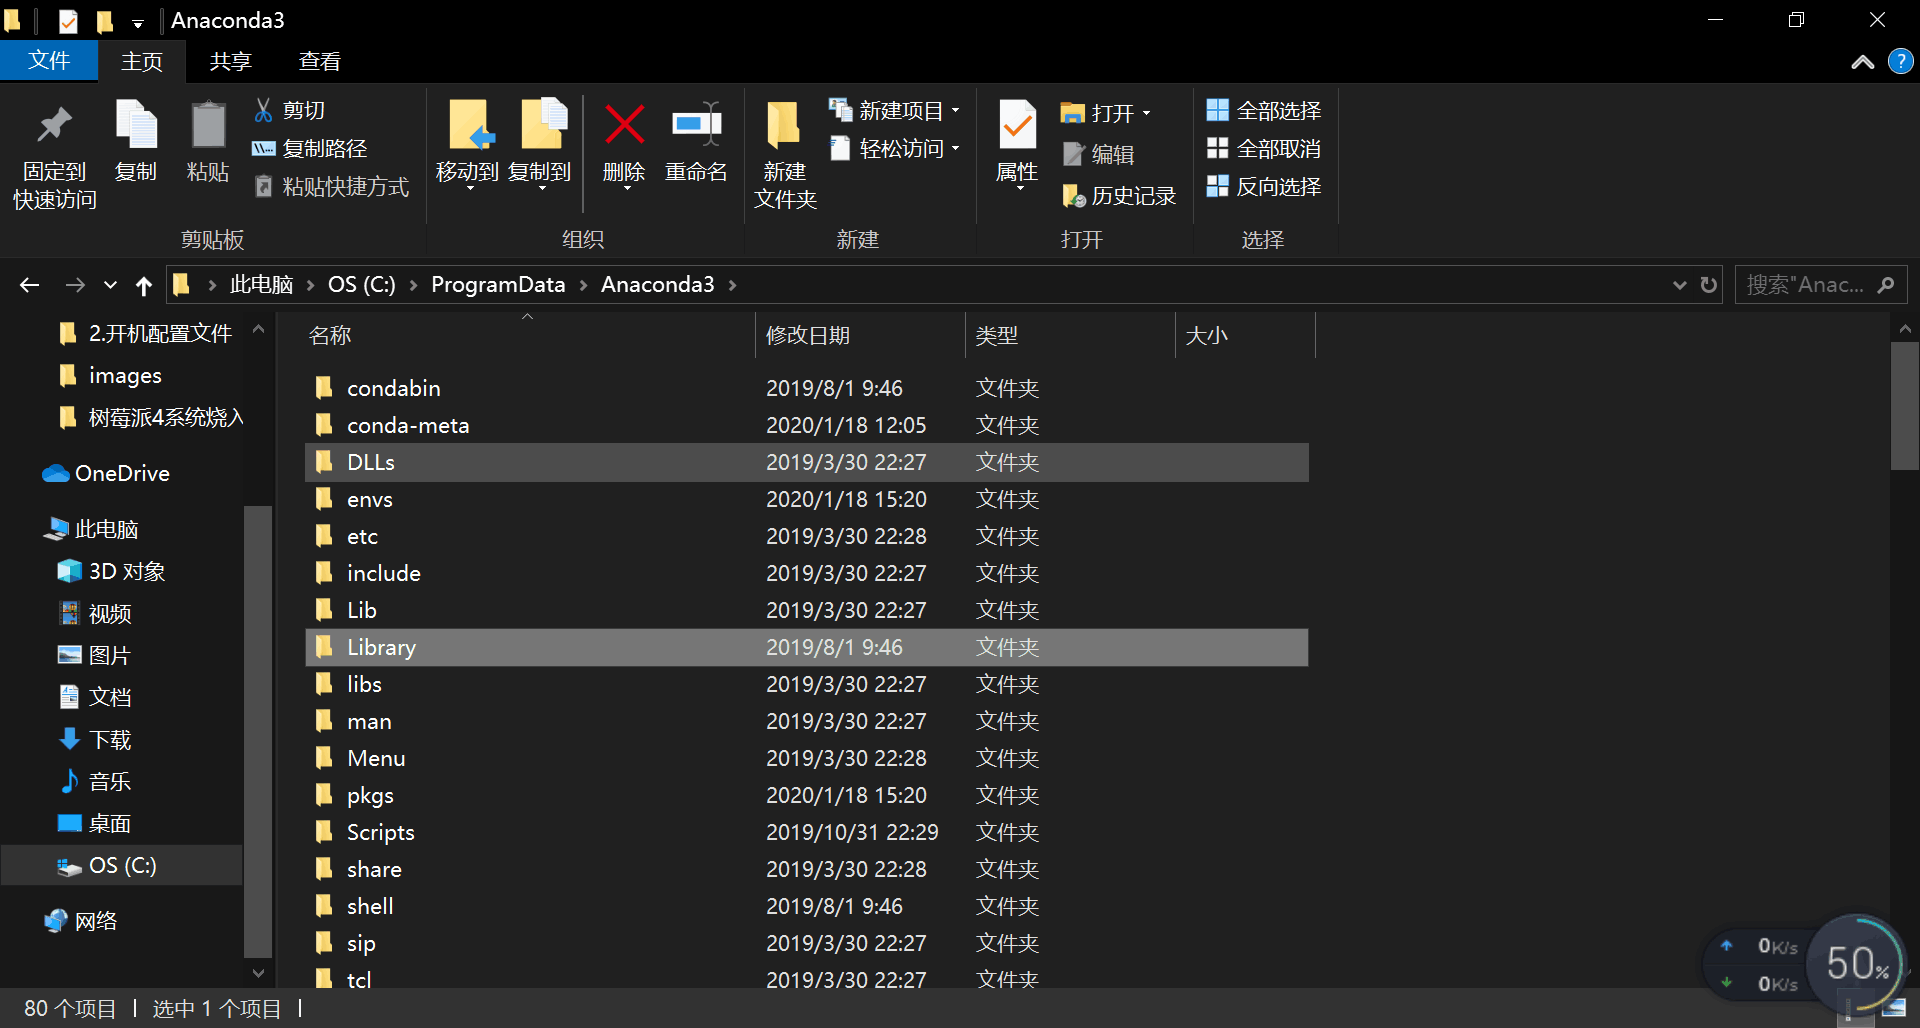 Anaconda3
文件 主页 共享 查看
固定到
快速访问
复制
粘贴
剪切
复制路径
粘贴快捷方式
剪贴板
移动到
复制到
删除
重命名
组织
新建
文件夹
新建项目
轻松访问
新建
属性
打开
编辑
历史记录
打开
全部选择
全部取消
反向选择
选择
此电脑 OS (C:) ProgramData Anaconda3
搜索"Anac...
2.开机配置文件
images
树莓派4系统烧入
OneDrive
此电脑
3D 对象
视频
图片
文档
下载
音乐
桌面
OS (C:)
网络
名称 修改日期 类型 大小
condabin 2019/8/1 9:46 文件夹
conda-meta 2020/1/18 12:05 文件夹
DLLs 2019/3/30 22:27 文件夹
envs 2020/1/18 15:20 文件夹
etc 2019/3/30 22:28 文件夹
include 2019/3/30 22:27 文件夹
Lib 2019/3/30 22:27 文件夹
Library 2019/8/1 9:46 文件夹
libs 2019/3/30 22:27 文件夹
man 2019/3/30 22:27 文件夹
Menu 2019/3/30 22:28 文件夹
pkgs 2020/1/18 15:20 文件夹
Scripts 2019/10/31 22:29 文件夹
share 2019/3/30 22:28 文件夹
shell 2019/8/1 9:46 文件夹
sip 2019/3/30 22:27 文件夹
tcl 2019/3/30 22:27 文件夹
0K/s
0K/s
50%
80 个项目 选中 1 个项目